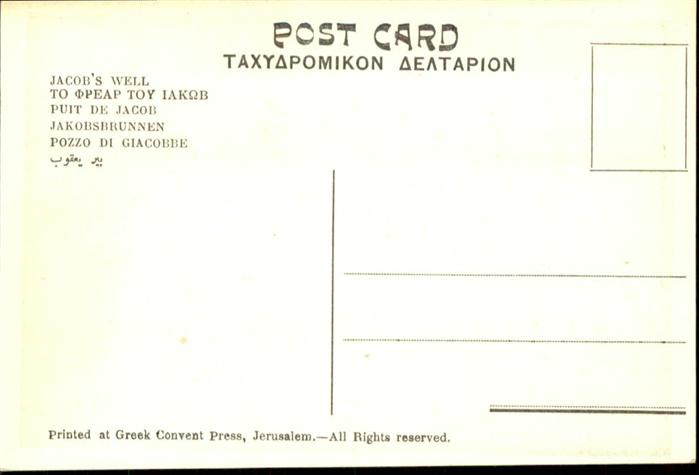 POST CARD
ΤΑΧΥΔΡΟΜΙΚΟΝ ΔΕΛΤΑΡΙΟΝ
JACOB'S WELL
ΤΟ ΦΡΕΑΡ ΤΟΥ ΙΑΚΩΒ
PUIT DE JACOB
JAKOBSBRUNNEN
POZZO DI GIACOBBE
بير يعقوب
Printed at Greek Convent Press, Jerusalem.—All Rights reserved.